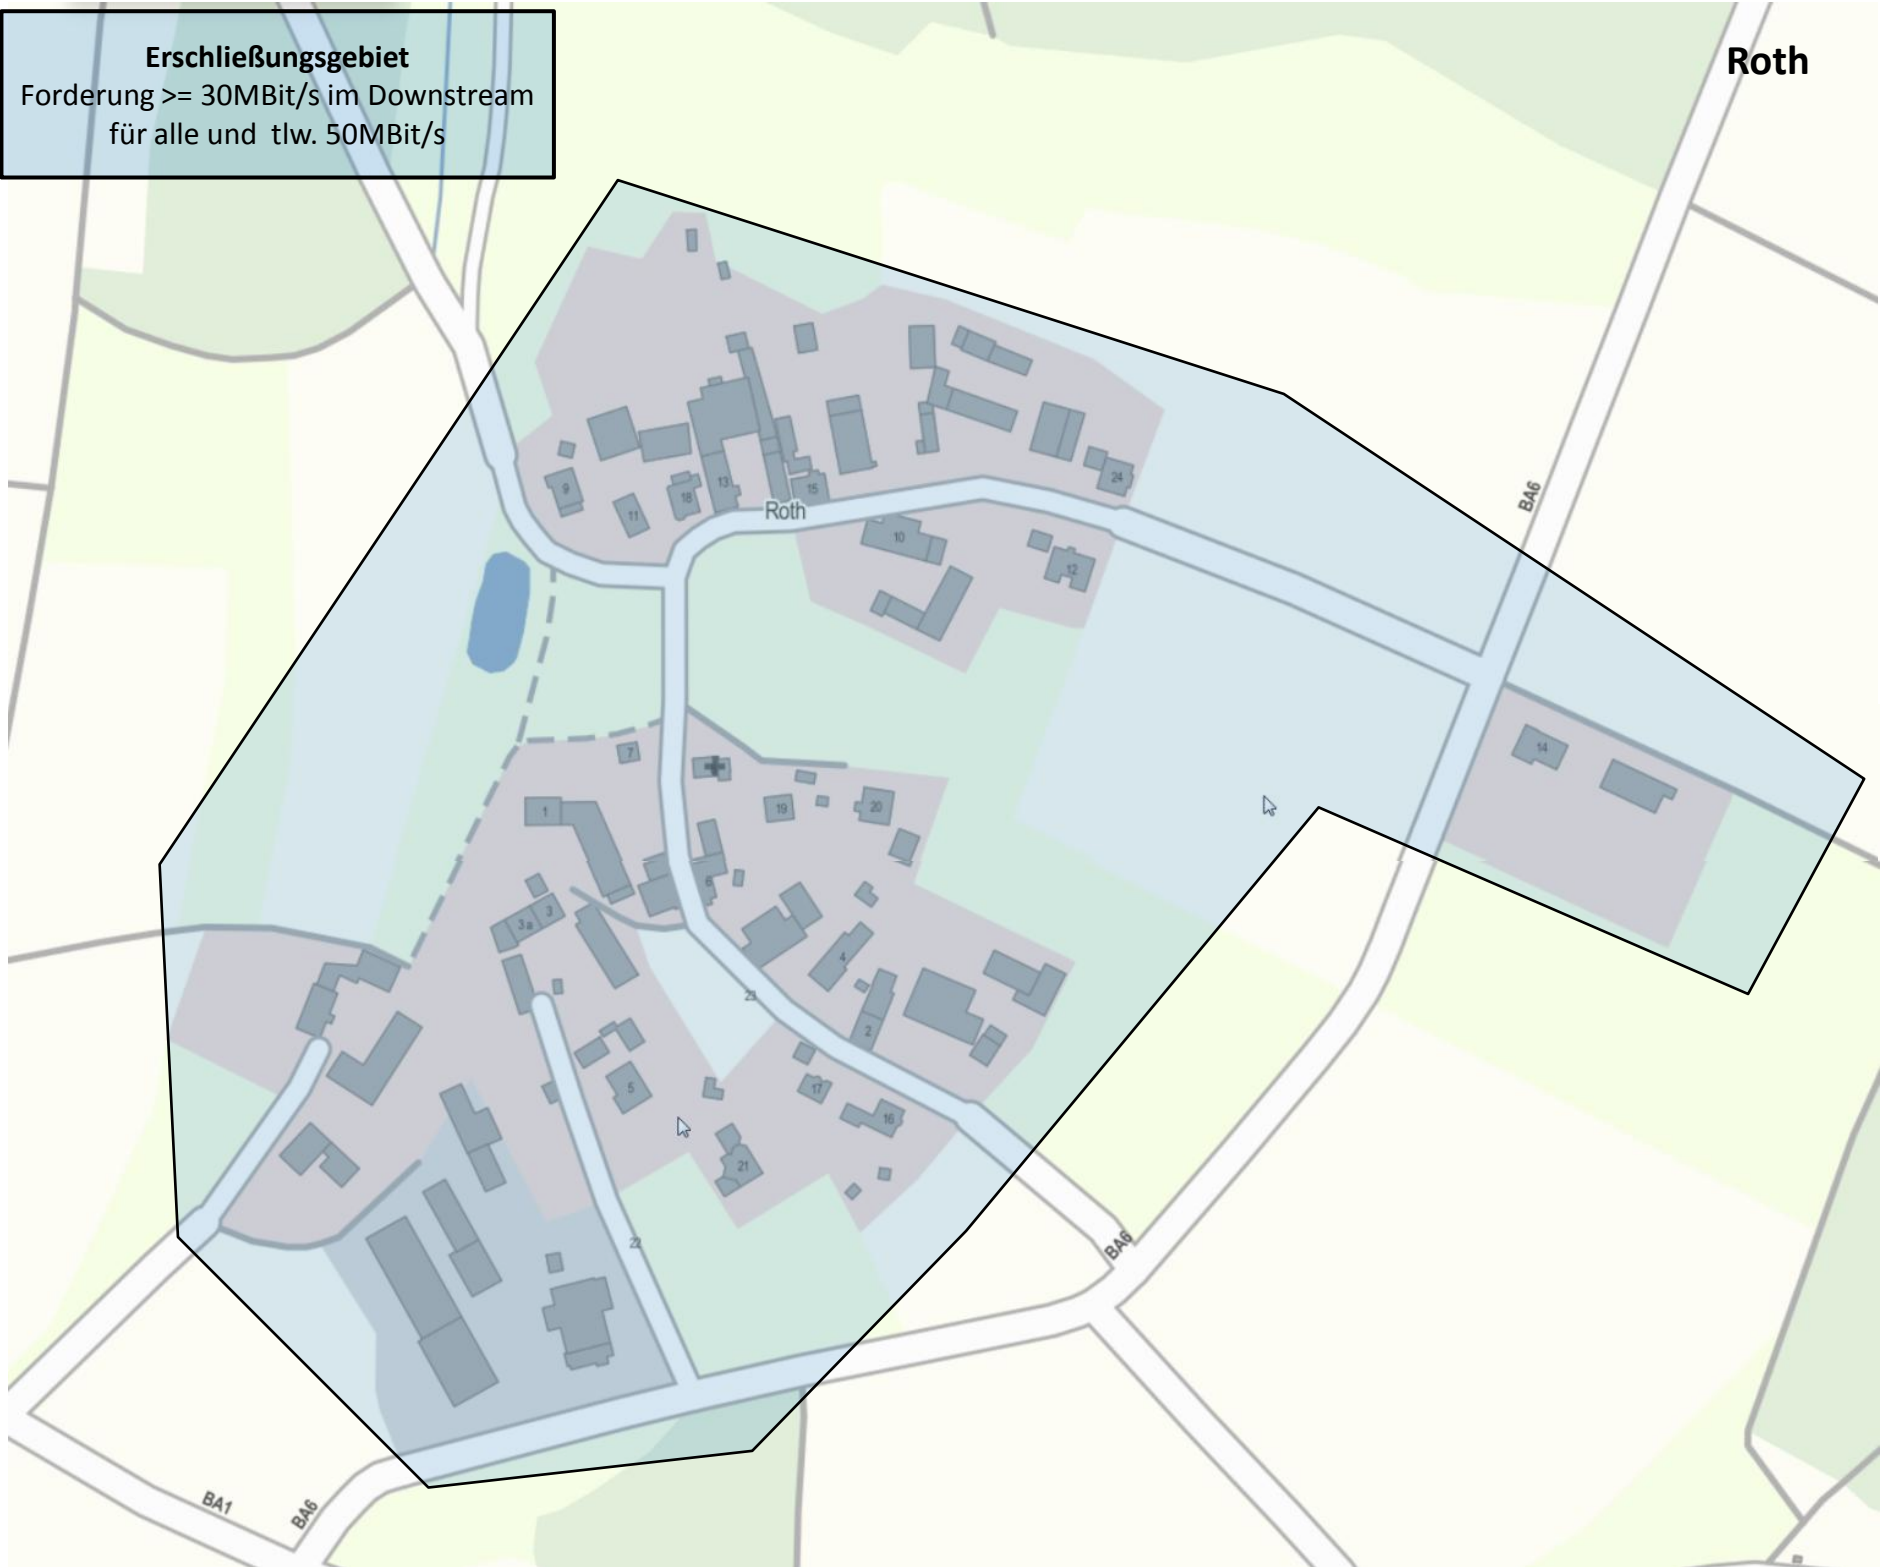 Erschließungsgebiet
Forderung >= 30MBit/s im Downstream
für alle und tlw. 50MBit/s
Roth
BA6
24
9
18
13
15
11
Roth
10
12
7
14
1
19
20
6
3
3a
4
23
2
5
17
16
21
22
BA6
BA1
BA6